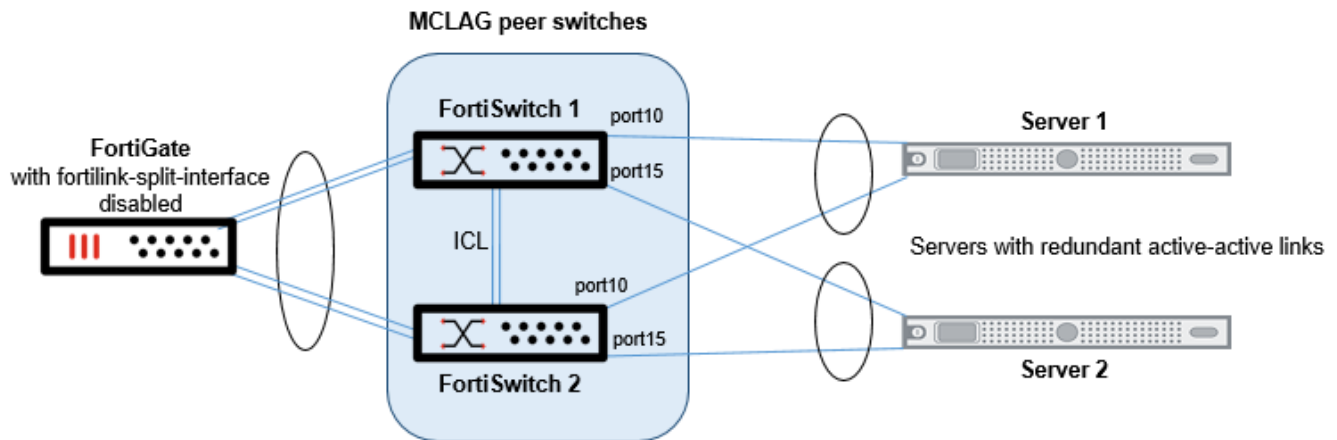 MCLAG peer switches
FortiSwitch 1
port10
port15
FortiGate
with fortilink-split-interface
disabled
ICL
port10
port15
FortiSwitch 2
Server 1
Servers with redundant active-active links
Server 2